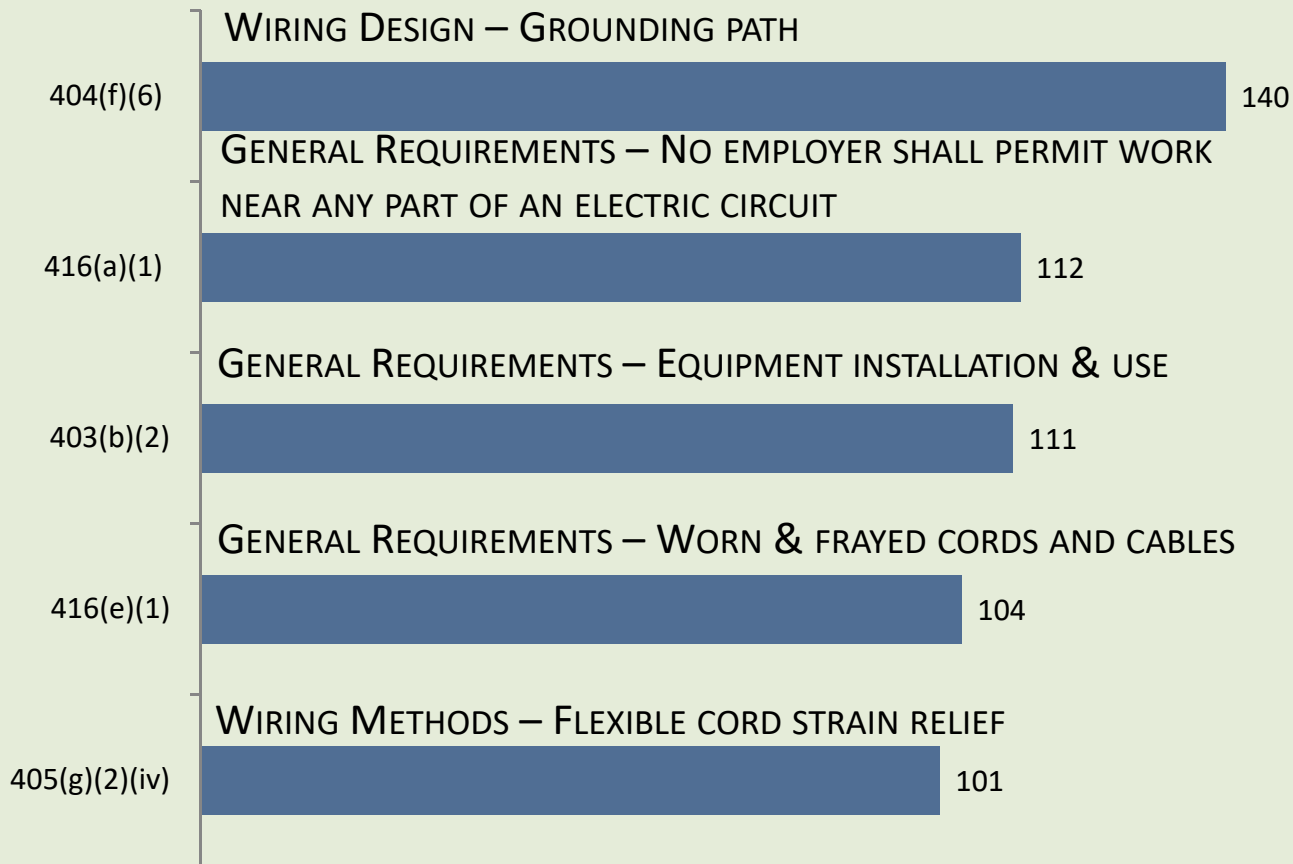 Wiring Design – Grounding path
404(f)(6)
140
General Requirements – No employer shall permit work
near any part of an electric circuit
416(a)(1)
112
General Requirements – Equipment installation & use
403(b)(2)
111
General Requirements – Worn & frayed cords and cables
416(e)(1)
104
Wiring Methods – Flexible cord strain relief
405(g)(2)(iv)
101